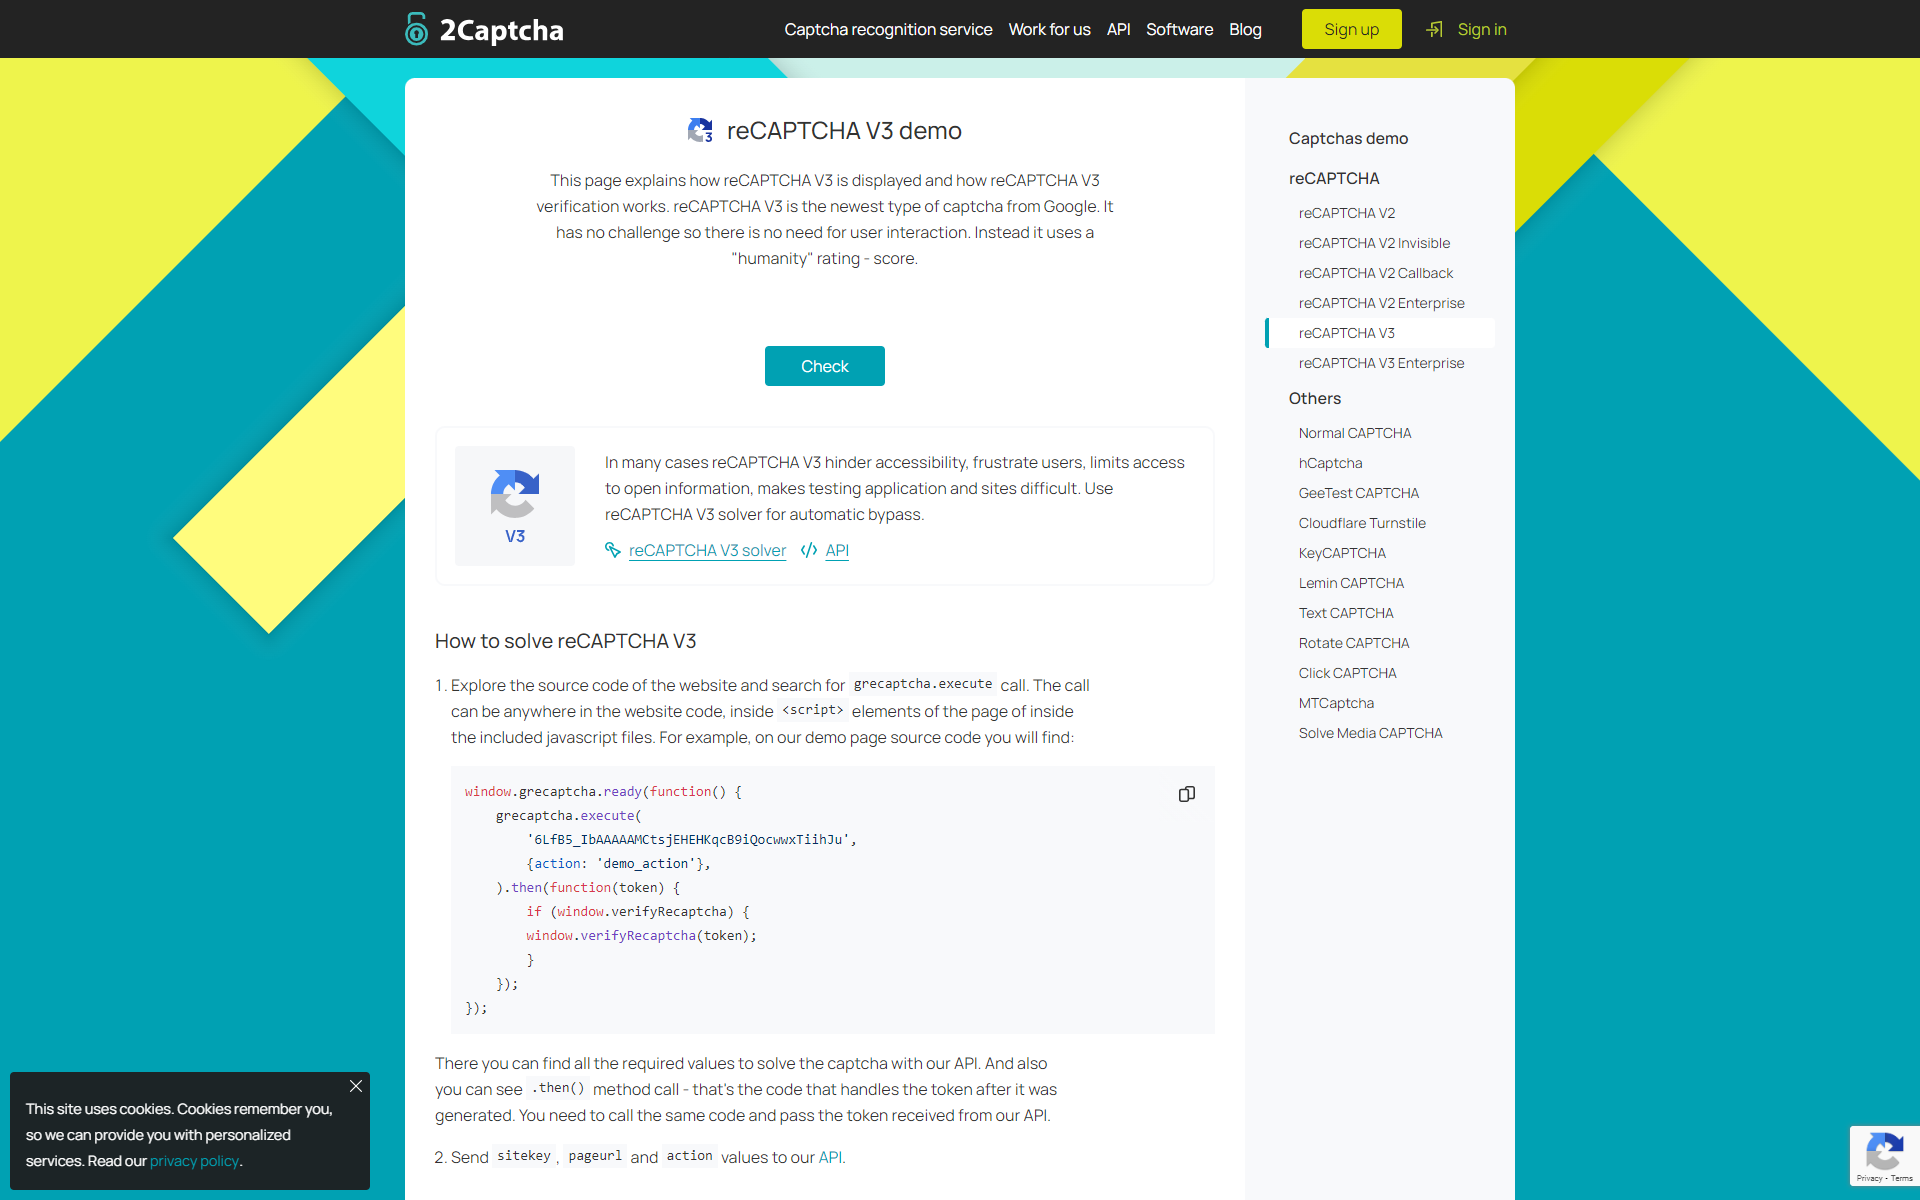 2Captcha
Captcha recognition service Work for us API Software Blog Sign up Sign in
3
reCAPTCHA V3 demo
This page explains how reCAPTCHA V3 is displayed and how reCAPTCHA V3
verification works. reCAPTCHA V3 is the newest type of captcha from Google. It
has no challenge so there is no need for user interaction. Instead it uses a
"humanity" rating - score.
Check
V3
In many cases reCAPTCHA V3 hinder accessibility, frustrate users, limits access
to open information, makes testing application and sites difficult. Use
reCAPTCHA V3 solver for automatic bypass.
reCAPTCHA V3 solver API
How to solve reCAPTCHA V3
1. Explore the source code of the website and search for grecaptcha.execute call. The call
can be anywhere in the website code, inside <script> elements of the page of inside
the included javascript files. For example, on our demo page source code you will find:
window.grecaptcha.ready(function() {
    grecaptcha.execute(
        '6LfB5_IbAAAAAMCtsjEHEHKqcB9iQocwwxTiihJu',
        {action: 'demo_action'},
    ).then(function(token) {
        if (window.verifyRecaptcha) {
        window.verifyRecaptcha(token);
        }
    });
});
There you can find all the required values to solve the captcha with our API. And also
you can see .then() method call - that's the code that handles the token after it was
generated. You need to call the same code and pass the token received from our API.
2. Send sitekey, pageurl and action values to our API.
Captchas demo
reCAPTCHA
reCAPTCHA V2
reCAPTCHA V2 Invisible
reCAPTCHA V2 Callback
reCAPTCHA V2 Enterprise
reCAPTCHA V3
reCAPTCHA V3 Enterprise
Others
Normal CAPTCHA
hCaptcha
GeeTest CAPTCHA
Cloudflare Turnstile
KeyCAPTCHA
Lemin CAPTCHA
Text CAPTCHA
Rotate CAPTCHA
Click CAPTCHA
MTCaptcha
Solve Media CAPTCHA
This site uses cookies. Cookies remember you,
so we can provide you with personalized
services. Read our privacy policy.
Privacy - Terms